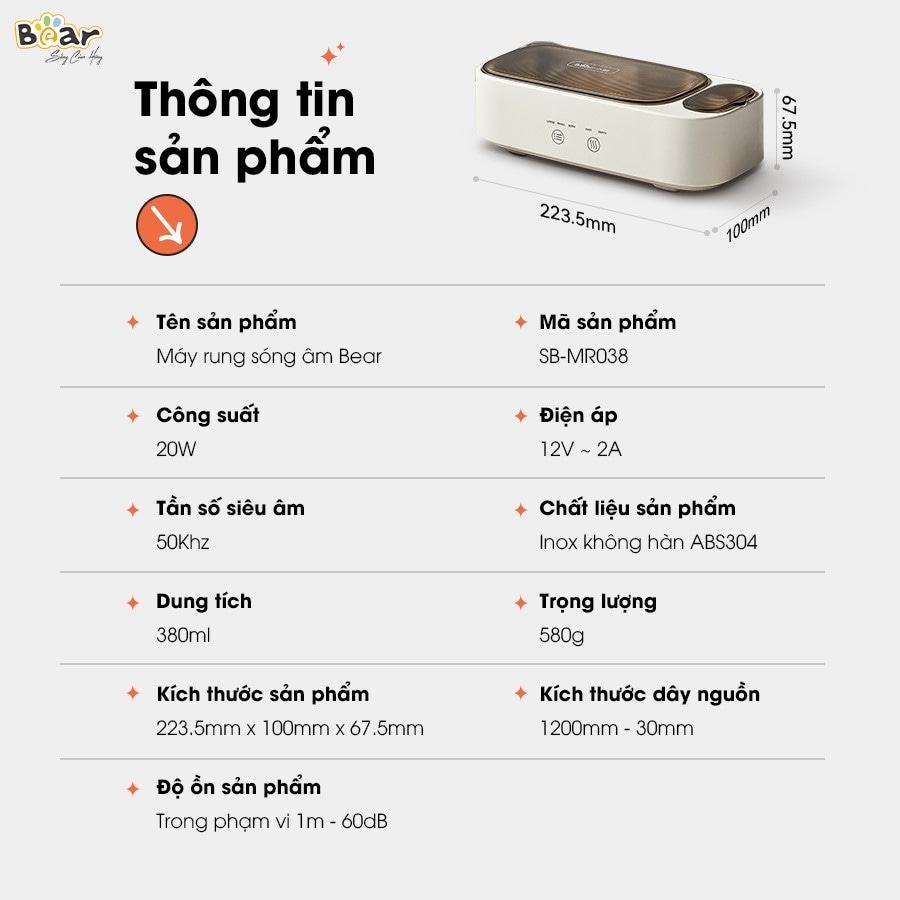 Bear
Sống Cân Hằng
Thông tin
sản phẩm
67.5mm
223.5mm
100mm
Tên sản phẩm
Máy rung sóng âm Bear
Mã sản phẩm
SB-MR038
Công suất
20W
Điện áp
12V ~ 2A
Tần số siêu âm
50Khz
Chất liệu sản phẩm
Inox không hàn ABS304
Dung tích
380ml
Trọng lượng
580g
Kích thước sản phẩm
223.5mm x 100mm x 67.5mm
Kích thước dây nguồn
1200mm - 30mm
Độ ồn sản phẩm
Trong phạm vi 1m - 60dB